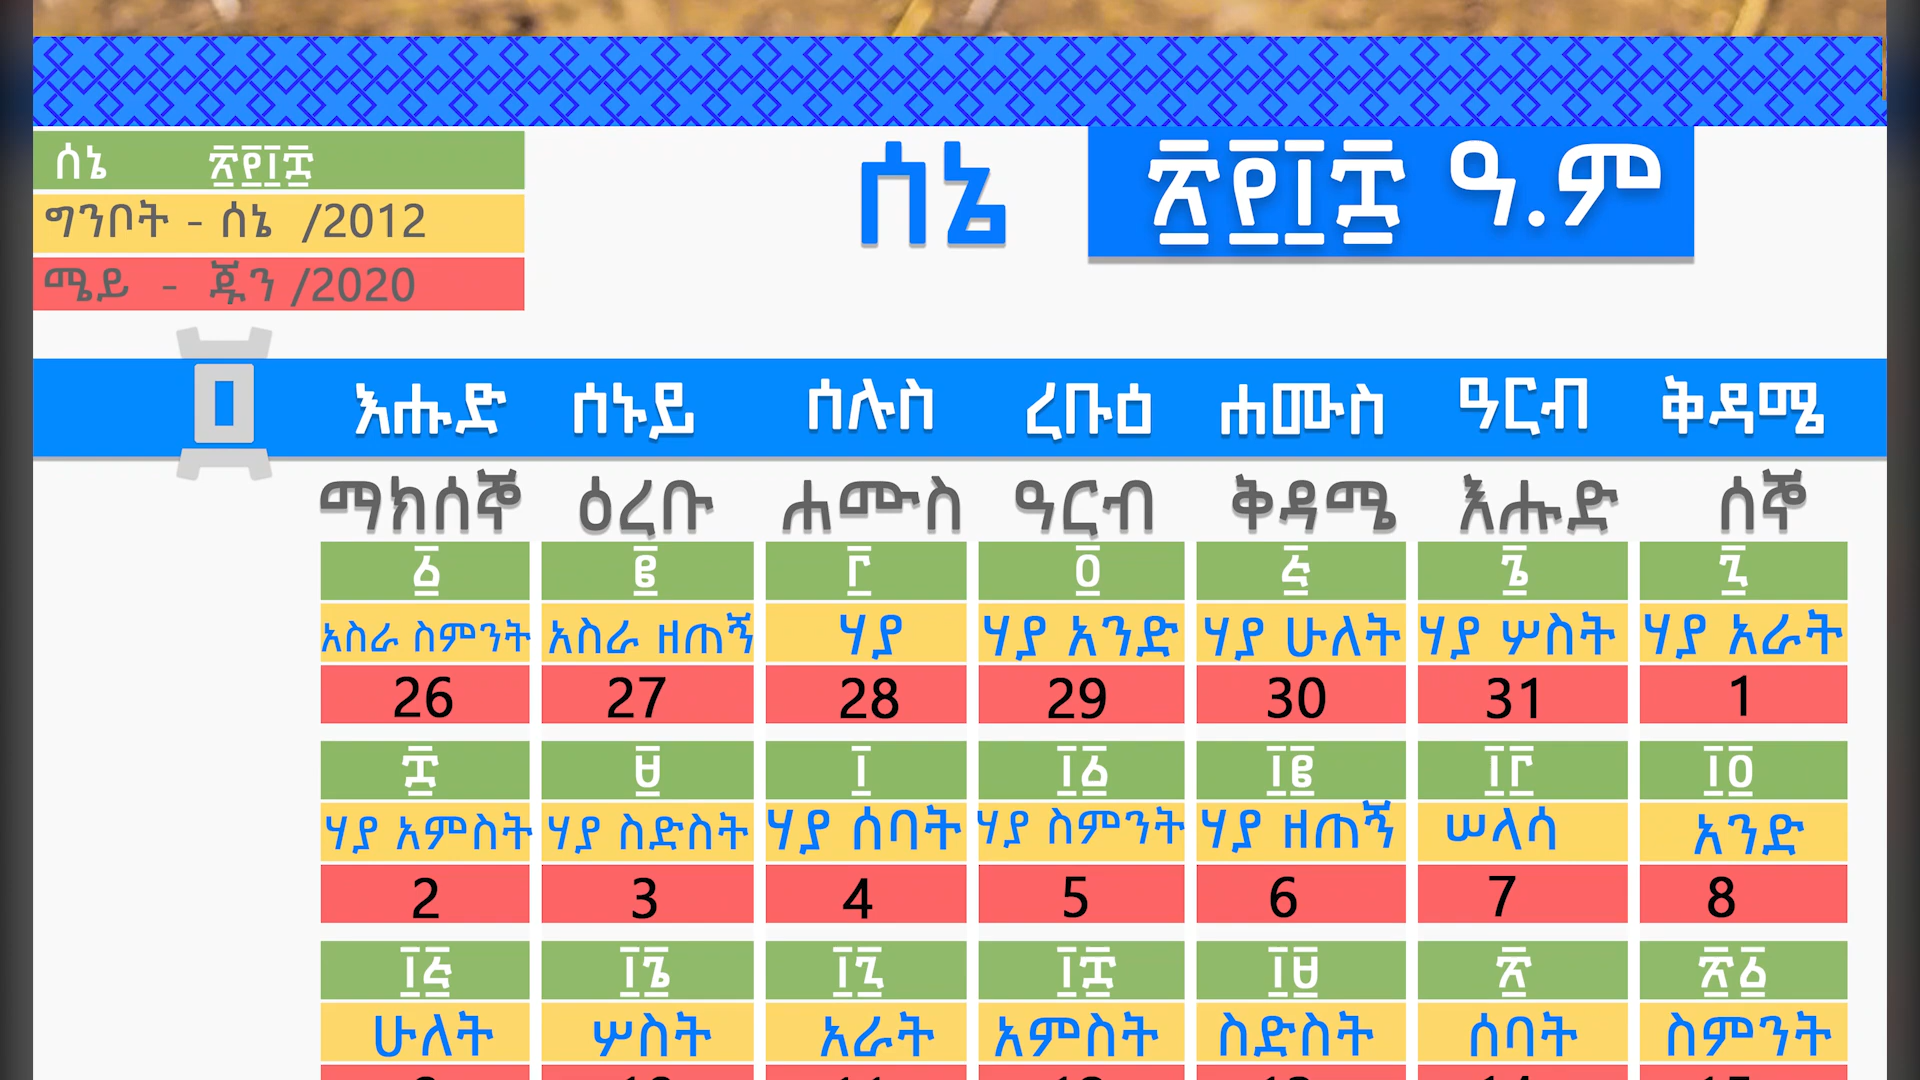 ሰኔ ፳፻፲፰
ግንቦት - ሰኔ /2012
ሜይ - ጁን /2020
ሰኔ ፳፻፲፰ ዓ.ም
እሑድ ሰኑይ ሰሉስ ረቡዕ ሐሙስ ዓርብ ቅዳሜ
ማክሰኞ ዕረቡ ሐሙስ ዓርብ ቅዳሜ እሑድ ሰኞ
፩ ፪ ፫ ፬ ፭ ፮ ፯
አስራ ስምንት አስራ ዘጠኝ ሃያ ሃያ አንድ ሃያ ሁለት ሃያ ሦስት ሃያ አራት
26 27 28 29 30 31 1
፰ ፱ ፲ ፲፩ ፲፪ ፲፫ ፲፬
ሃያ አምስት ሃያ ስድስት ሃያ ሰባት ሃያ ስምንት ሃያ ዘጠኝ ሠላሳ አንድ
2 3 4 5 6 7 8
፲፭ ፲፮ ፲፯ ፲፰ ፲፱ ፳ ፳፩
ሁለት ሦስት አራት አምስት ስድስት ሰባት ስምንት